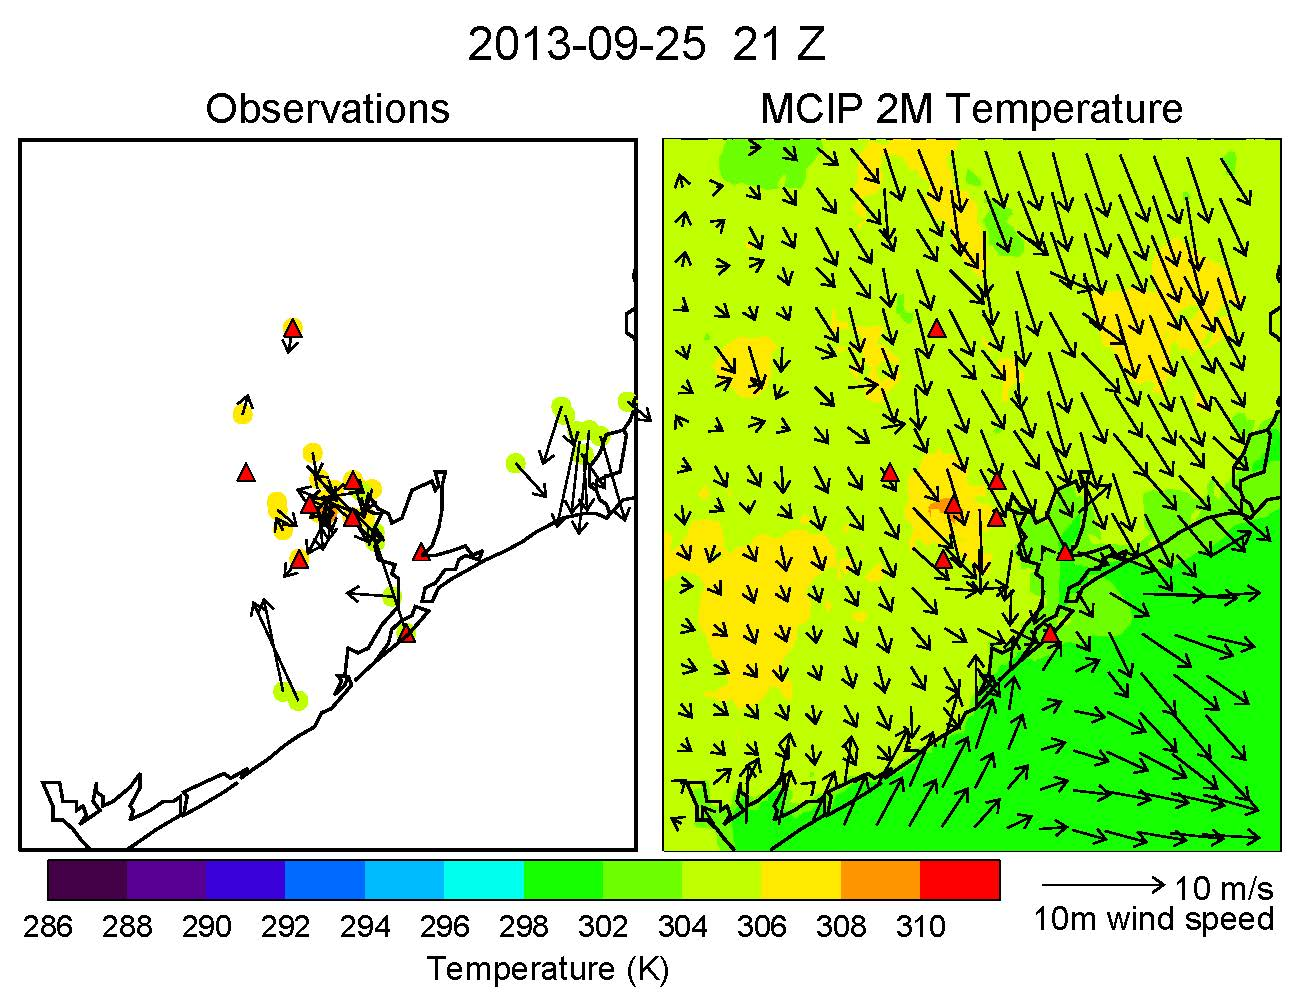 2013-09-25 21 Z
Observations
MCIP 2M Temperature
286 288 290 292 294 296 298 302 304 306 308 310
Temperature (K)
10 m/s
10m wind speed